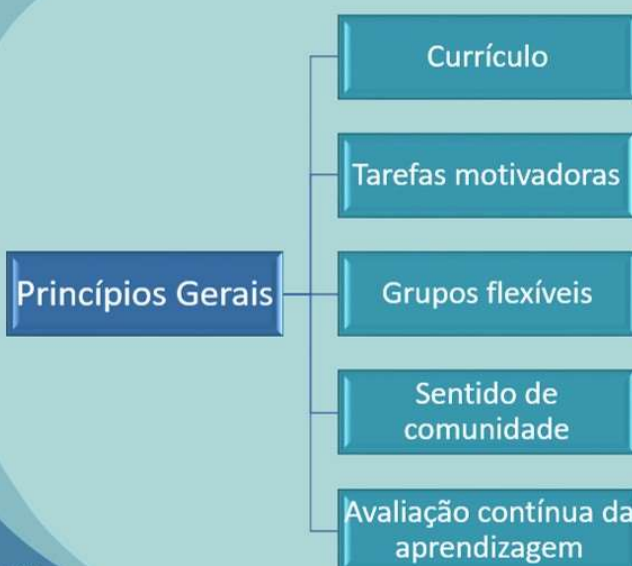 Currículo
Tarefas motivadoras
Princípios Gerais
Grupos flexíveis
Sentido de
comunidade
Avaliação contínua da
aprendizagem